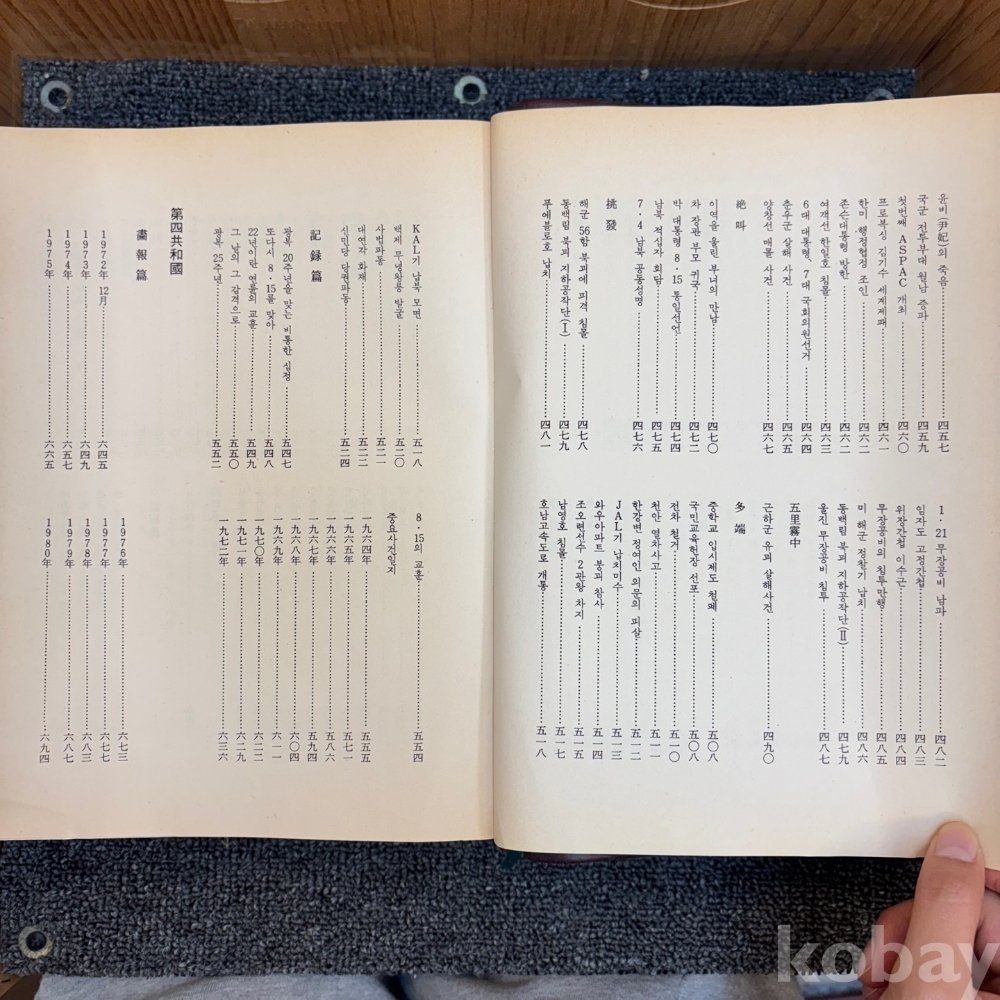 윤비(尹妃)의 죽음……四五七
국군 전투부대 월남 증파……四五九
첫번째 ASPAC 개최……四六〇
프로복싱 김기수 세계제패……四六一
한미·행정협정 조인……四六二
존슨대통령 방한……四六二
여객선 한일호 침몰……四六三
6대 대통령, 7대 국회의원선거……四六四
춘우군 살해 사건……四六五
양창선 매몰 사건……四六七
絶叫
이역을 울린 부녀의 만남……四七〇
차 장관 부모 귀국……四七二
박 대통령 8·15 통일선언……四七四
남북 적십자 회담……四七五
7·4 남북 공동성명……四七六
挑發
해군 56함 북괴에 피격 침몰……四七八
동백림 북괴 지하공작단(Ⅰ)……四七九
푸에블로호 납치……四八一
1·21 무장공비 남파……四八二
임자도 고정간첩……四八三
위장간첩 이수근……四八四
무장공비의 침투만행……四八五
미 해군 정찰기 납치……四八六
동백림 북괴 지하공작단(Ⅱ)……四七九
울진 무장공비 침투……四八七
五里霧中
근하군 유괴 살해사건……四九〇
多端
중학교 입시제도 철폐……五〇八
국민교육헌장 선포……五〇八
전차 철거……五一〇
천안 열차사고……五一一
한강변 정여인 의문의 피살……五一二
JAL기 납치미수……五一三
와우아파트 붕괴 참사……五一四
조오련선수 2관왕 차지……五一五
남영호 침몰……五一七
호남고속도로 개통……五一八
KAL기 납북 모면……五一八
백제 무녕왕릉 발굴……五二〇
사법파동……五二一
대연각 화재……五二二
신민당 당권파동……五二四
記錄篇
광복 20주년을 맞는 비통한 심정……五四七
또다시 8·15를 맞아……五四八
22년이란 연륜의 교훈……五四九
그 날의 그 감격으로……五五〇
광복 25주년……五五二
第四共和國
畵報篇
1972年 12月……六四五
1973年……六四九
1974年……六五七
1975年……六六五
8·15의 교훈……五五四
중요사건일지
一九六四年……五五五
一九六五年……五七一
一九六六年……五八六
一九六七年……五九四
一九六八年……六〇四
一九六九年……六一一
一九七〇年……六二二
一九七一年……六二九
一九七二年……六三六
1976年……六七三
1977年……六七七
1978年……六八三
1979年……六八七
1980年……六九四
kobay